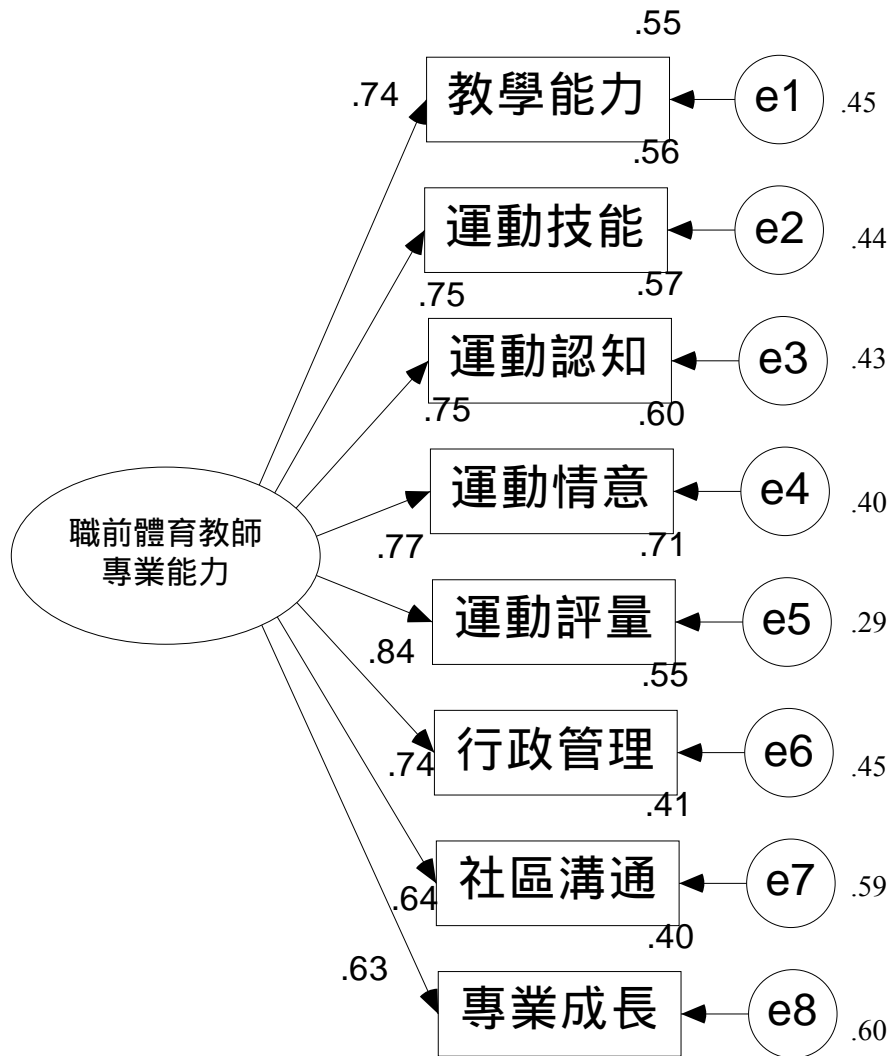 .55
.74
教學能力
e1
.45
.56
運動技能
e2
.44
.75
.57
運動認知
e3
.43
.75
.60
運動情意
e4
.40
職前體育教師
專業能力
.77
.71
運動評量
e5
.29
.84
.55
行政管理
e6
.45
.74
.41
社區溝通
e7
.59
.64
.40
.63
專業成長
e8
.60